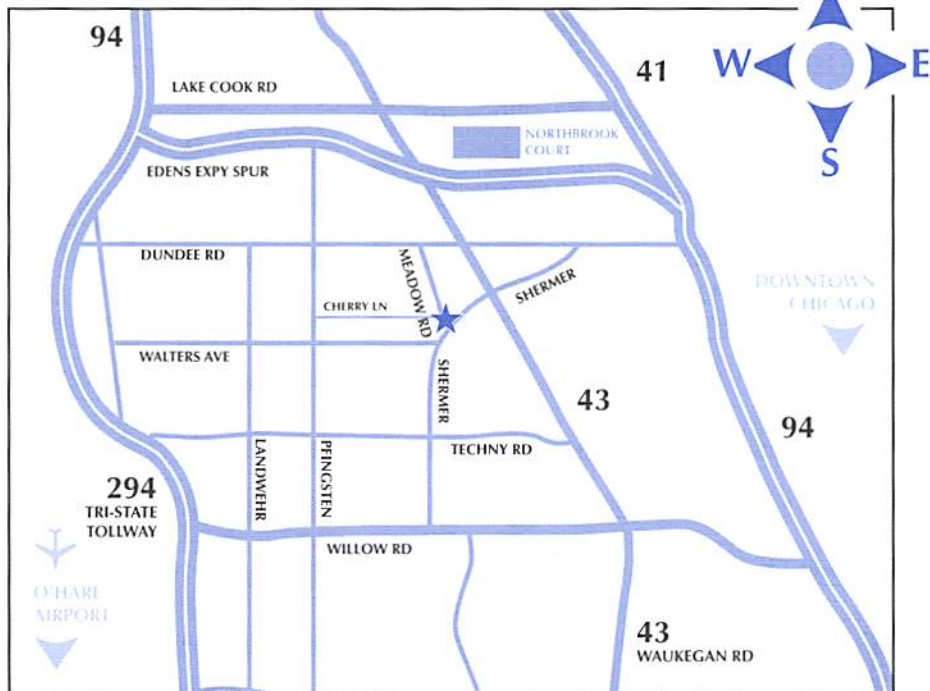 94
41
W
E
S
LAKE COOK RD
NORTHBROOK
COURT
EDENS EXPY SPUR
DUNDEE RD
MEADOW RD
SHERMER
DOWNTOWN
CHICAGO
CHERRY LN
WALTERS AVE
SHERMER
43
94
TECHNY RD
LANDWEHR
PFINGSTEN
294
TRI-STATE
TOLLWAY
WILLOW RD
O'HARE
AIRPORT
43
WAUKEGAN RD